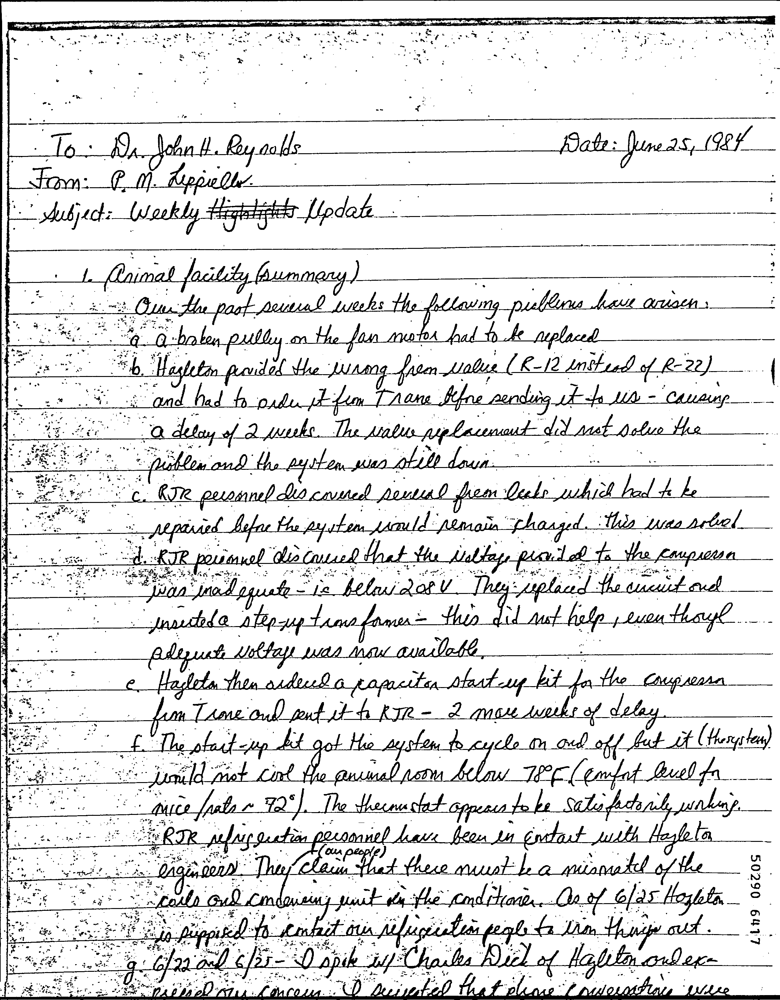 To: Dr. John H. Reynolds Date: June 25, 1984
From: P. M. Lippiello.
Subject: Weekly Highlights Update
1. Animal facility (summary)
Over the past several weeks the following problems have arisen:
a. a broken pulley on the fan motor had to be replaced
b. Hazleton provided the wrong freon valve (R-12 instead of R-22)
and had to order it from Trane before sending it to us - causing
a delay of 2 weeks. The valve replacement did not solve the
problem and the system was still down.
c. RJR personnel discovered several freon leaks which had to be
repaired before the system would remain charged. This was solved.
d. RJR personnel discovered that the voltage provided to the compressor
was inadequate - ie below 208 V. They replaced the circuit and
inserted a step-up transformer - this did not help, even though
adequate voltage was now available.
e. Hazleton then ordered a capacitor start-up kit for the compressor
from Trane and sent it to RJR - 2 more weeks of delay.
f. The start-up kit got the system to cycle on and off but it (the system)
would not cool the animal room below 78°F (comfort level for
mice/rats ~ 72°). The thermostat appears to be satisfactorily working.
RJR refrigeration personnel have been in contact with Hazleton
engineers. They (our people) claim that there must be a mismatch of the
coils and condensing unit in the conditioner. As of 6/25 Hazleton
is supposed to contact our refrigeration people to iron things out.
g. 6/22 and 6/25 - I spoke w/ Charles Dick of Hazleton and ex-
pressed our concern. I suggested that phone conversations were
50290 6417